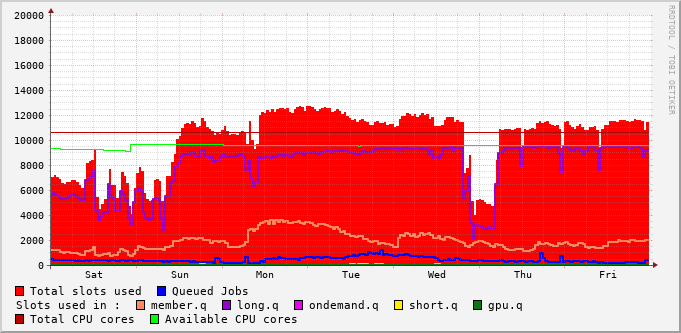 20000
18000
16000
14000
12000
10000
8000
6000
4000
2000
0
Sat Sun Mon Tue Wed Thu Fri
RRDTOOL / TOBI OETIKER
Total slots used Queued Jobs
Slots used in : member.q long.q ondemand.q short.q gpu.q
Total CPU cores Available CPU cores